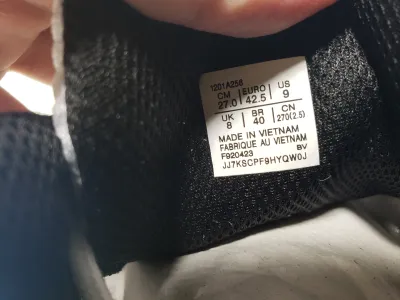 1201A256
CM EURO US
27.0 42.5 9
UK BR CN
8 40 270(2.5)
MADE IN VIETNAM
FABRIQUE AU VIETNAM
F920423 BV
JJ7KSCPF9HYQW0J